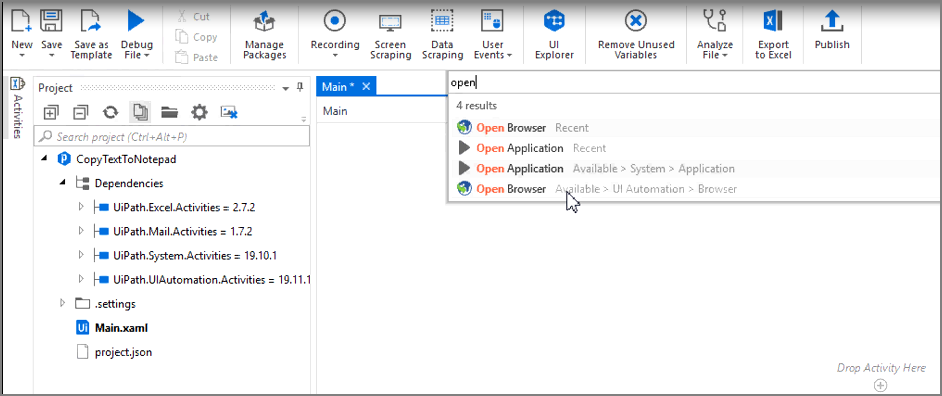 New
Save
Save as
Template
Debug
File
Cut
Copy
Paste
Manage
Packages
Recording
Screen
Scraping
Data
Scraping
User
Events
UI
Explorer
Remove Unused
Variables
Analyze
File
Export
to Excel
Publish
Activities
Project
Search project (Ctrl+Alt+P)
CopyTextToNotepad
Dependencies
UiPath.Excel.Activities = 2.7.2
UiPath.Mail.Activities = 1.7.2
UiPath.System.Activities = 19.10.1
UiPath.UIAutomation.Activities = 19.11.1
.settings
Ui Main.xaml
project.json
Main *
Main
open
4 results
Open Browser Recent
Open Application Recent
Open Application Available > System > Application
Open Browser Available > UI Automation > Browser
Drop Activity Here